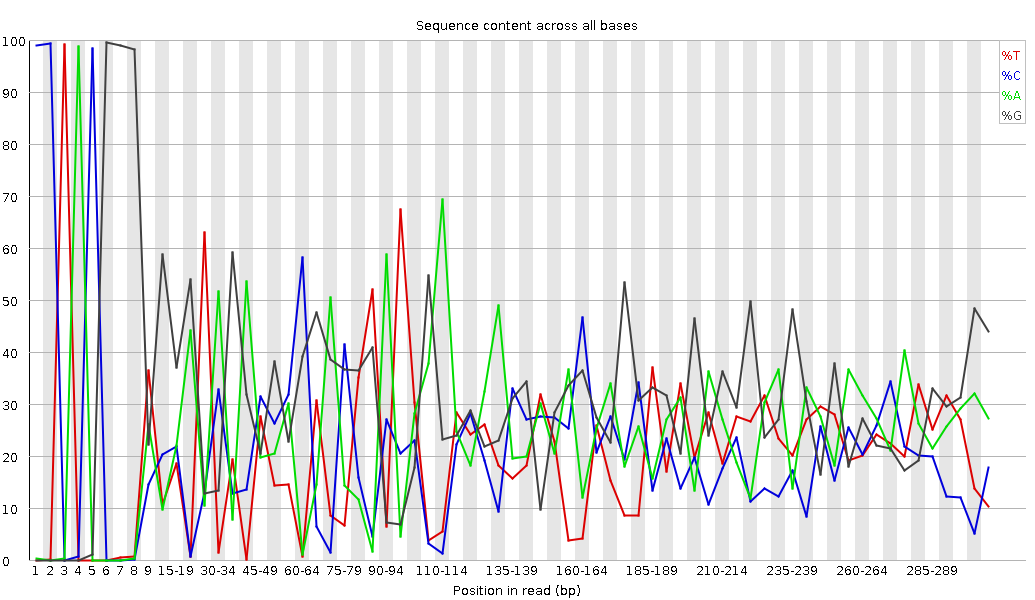 Sequence content across all bases
%T
%C
%A
%G
100
90
80
70
60
50
40
30
20
10
0
1 2 3 4 5 6 7 8 9 15-19 30-34 45-49 60-64 75-79 90-94 110-114 135-139 160-164 185-189 210-214 235-239 260-264 285-289
Position in read (bp)